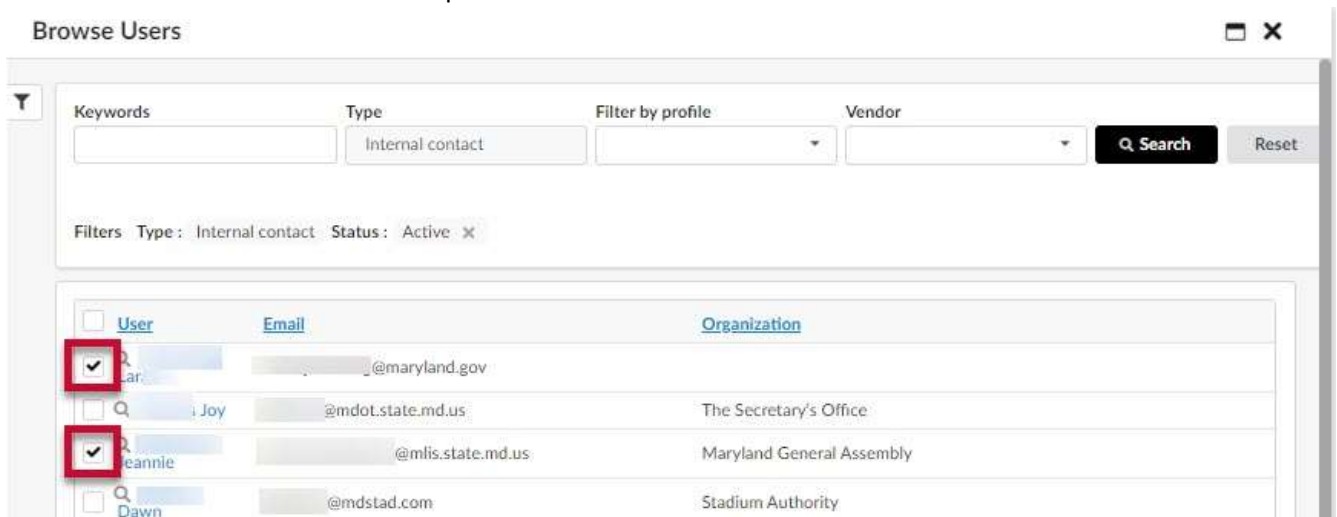 Browse Users
Keywords Type Filter by profile Vendor
Internal contact Search Reset
Filters Type : Internal contact Status : Active
User Email Organization
@maryland.gov
Joy @mdot.state.md.us The Secretary's Office
@mlis.state.md.us Maryland General Assembly
Jeannie
@mdstad.com Stadium Authority
Dawn